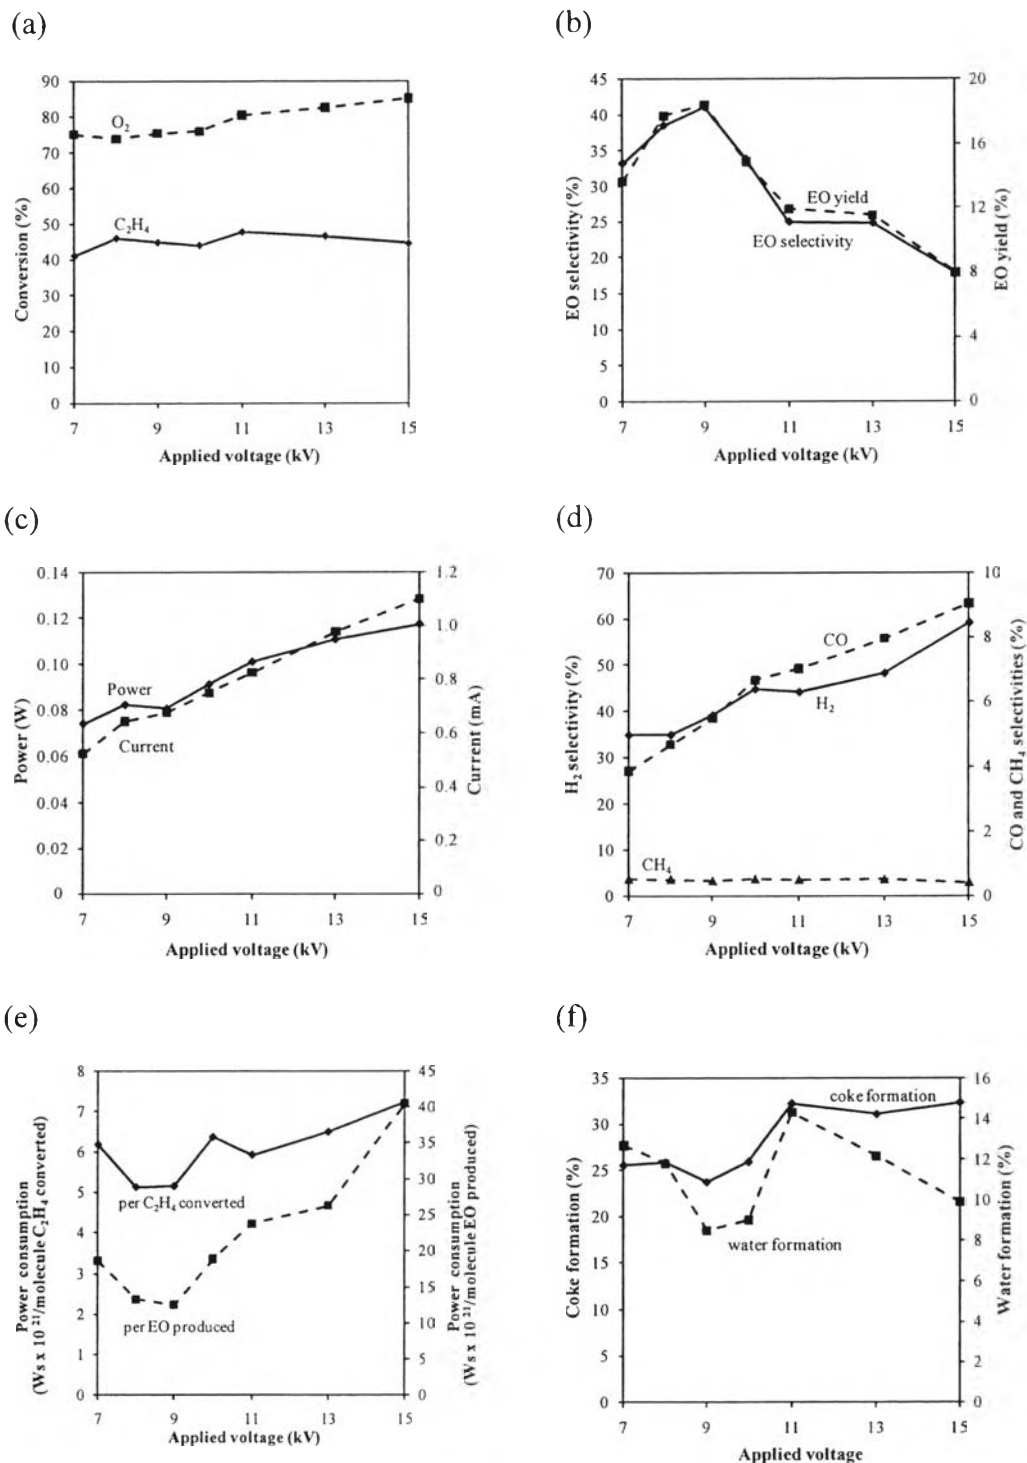 (a)
90
80
70
60
50
40
30
20
10
0
Conversion (%)
O₂
C₂H₄
7 9 11 13 15
Applied voltage (kV)
(b)
45
40
35
30
25
20
15
10
5
0
EO selectivity (%)
EO yield
EO selectivity
20
16
12
8
4
0
EO yield (%)
7 9 11 13 15
Applied voltage (kV)
(c)
0.14
0.12
0.10
0.08
0.06
0.04
0.02
0
Power (W)
Power
Current
1.2
1.0
0.8
0.6
0.4
0.2
0
Current (mA)
7 9 11 13 15
Applied voltage (kV)
(d)
70
60
50
40
30
20
10
0
H₂ selectivity (%)
CO
H₂
CH₄
10
8
6
4
2
0
CO and CH₄ selectivities (%)
7 9 11 13 15
Applied voltage (kV)
(e)
8
7
6
5
4
3
2
1
0
Power consumption
(Ws x 10²¹/molecule C₂H₄ converted)
per C₂H₄ converted
per EO produced
45
40
35
30
25
20
15
10
5
0
Power consumption
(Ws x 10²¹/molecule EO produced)
7 9 11 13 15
Applied voltage (kV)
(f)
35
30
25
20
15
10
5
0
Coke formation (%)
coke formation
water formation
16
14
12
10
8
6
4
2
0
Water formation (%)
7 9 11 13 15
Applied voltage